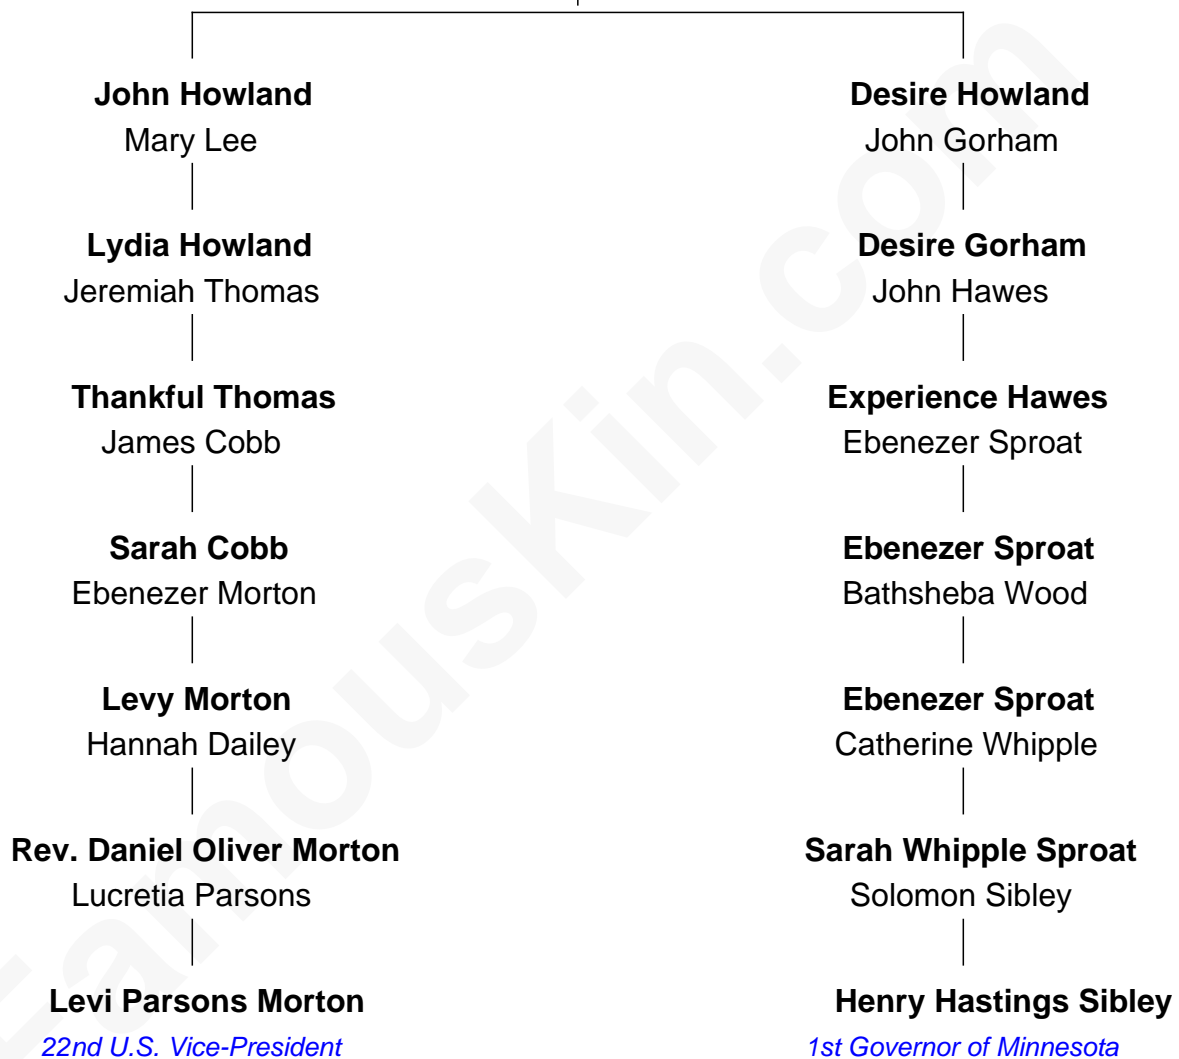 John Howland
Mary Lee
Desire Howland
John Gorham
Lydia Howland
Jeremiah Thomas
Desire Gorham
John Hawes
Thankful Thomas
James Cobb
Experience Hawes
Ebenezer Sproat
Sarah Cobb
Ebenezer Morton
Ebenezer Sproat
Bathsheba Wood
Levy Morton
Hannah Dailey
Ebenezer Sproat
Catherine Whipple
Rev. Daniel Oliver Morton
Lucretia Parsons
Sarah Whipple Sproat
Solomon Sibley
Levi Parsons Morton
22nd U.S. Vice-President
Henry Hastings Sibley
1st Governor of Minnesota
FamousKin.com